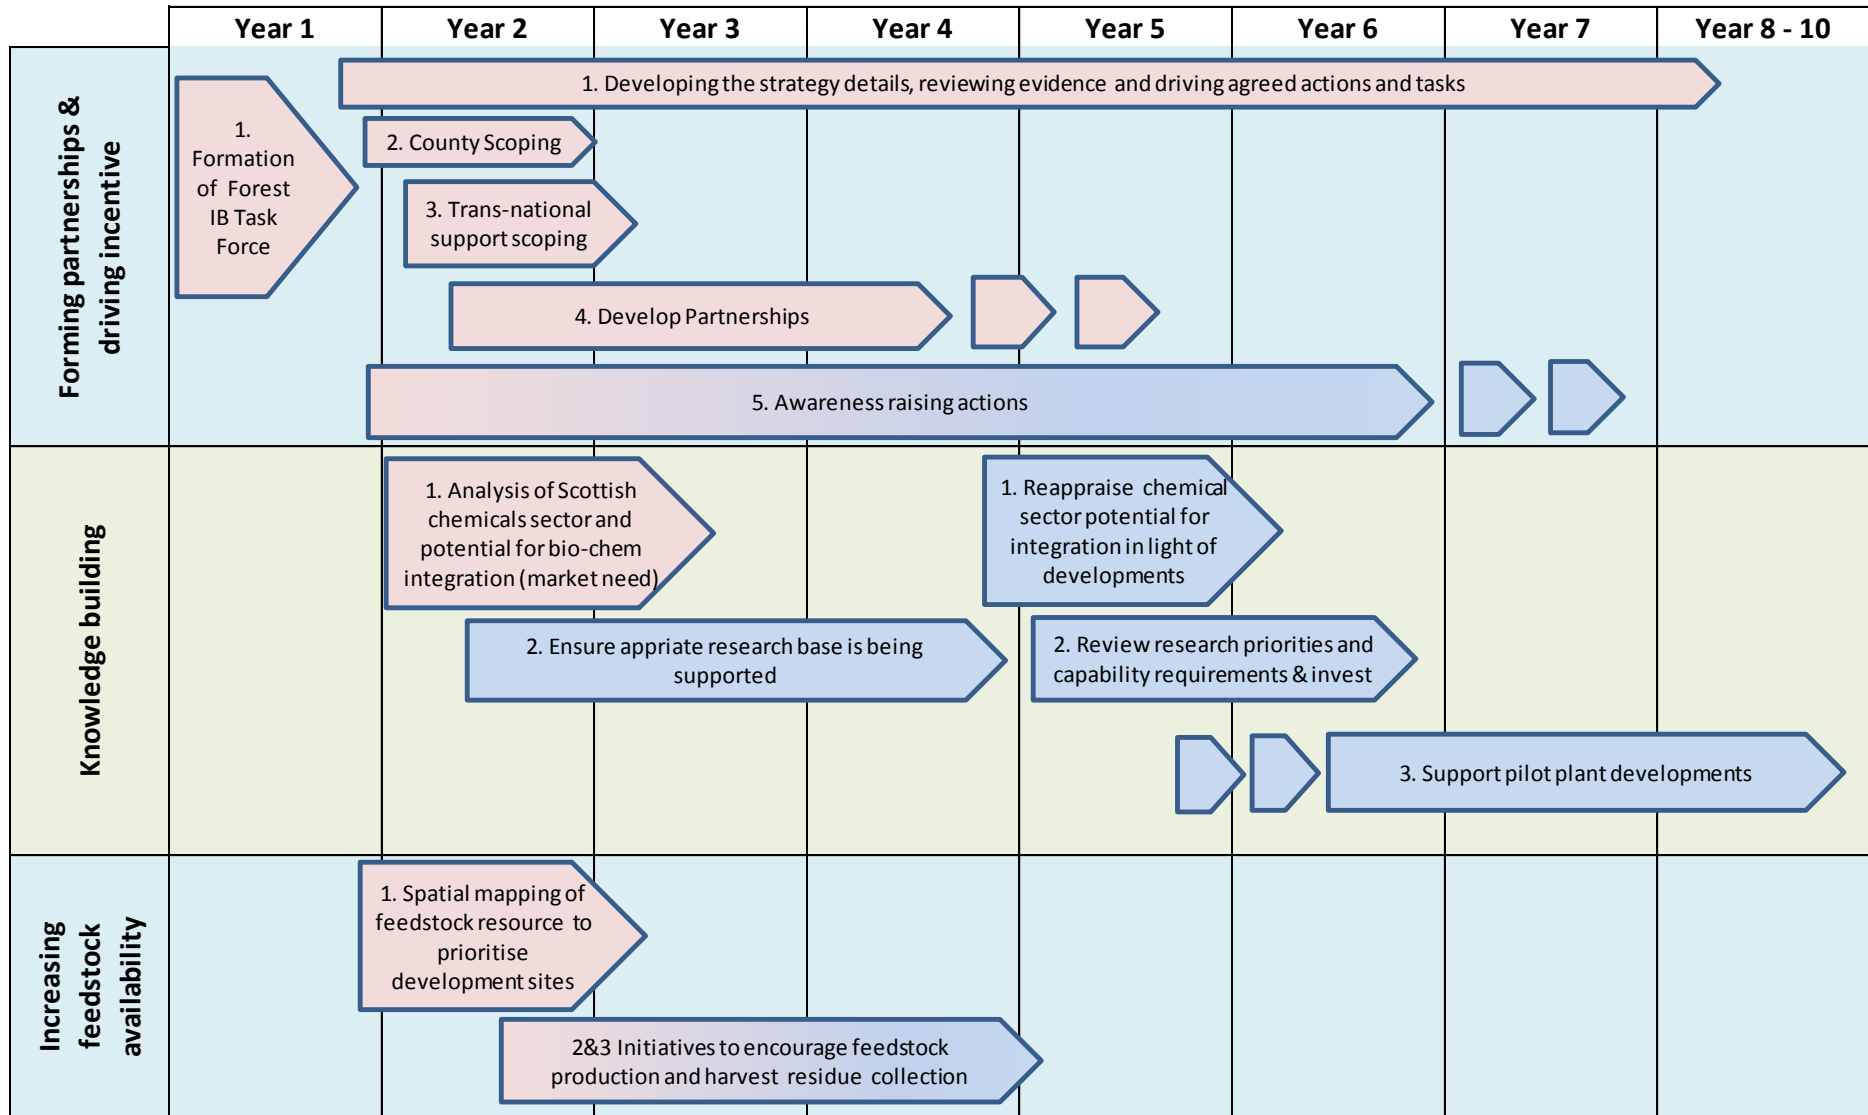 Year 1
Year 2
Year 3
Year 4
Year 5
Year 6
Year 7
Year 8 - 10
Forming partnerships &
driving incentive
1.
Formation
of Forest
IB Task
Force
1. Developing the strategy details, reviewing evidence and driving agreed actions and tasks
2. County Scoping
3. Trans-national
support scoping
4. Develop Partnerships
5. Awareness raising actions
Knowledge building
1. Analysis of Scottish
chemicals sector and
potential for bio-chem
integration (market need)
1. Reappraise chemical
sector potential for
integration in light of
developments
2. Ensure appriate research base is being
supported
2. Review research priorities and
capability requirements & invest
3. Support pilot plant developments
Increasing
feedstock
availability
1. Spatial mapping of
feedstock resource to
prioritise
development sites
2&3 Initiatives to encourage feedstock
production and harvest residue collection